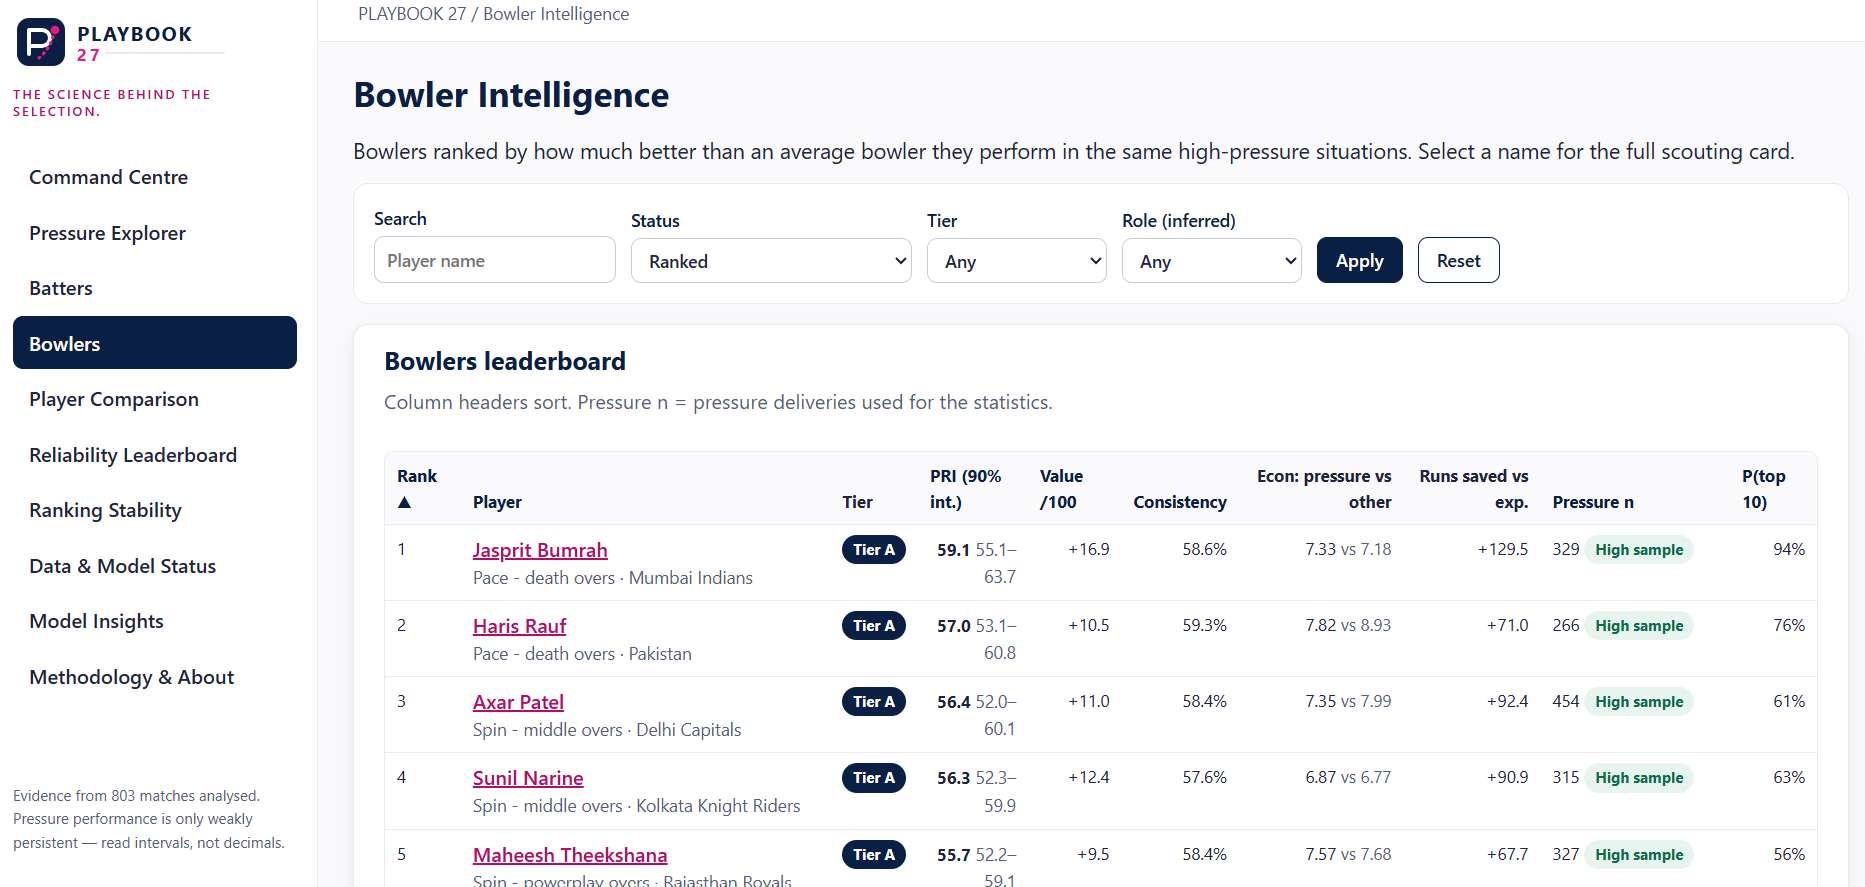 PLAYBOOK
27
THE SCIENCE BEHIND THE
SELECTION.
Command Centre
Pressure Explorer
Batters
Bowlers
Player Comparison
Reliability Leaderboard
Ranking Stability
Data & Model Status
Model Insights
Methodology & About
Evidence from 803 matches analysed.
Pressure performance is only weakly
persistent — read intervals, not decimals.
PLAYBOOK 27 / Bowler Intelligence
Bowler Intelligence
Bowlers ranked by how much better than an average bowler they perform in the same high-pressure situations. Select a name for the full scouting card.
Search Status Tier Role (inferred)
Player name Ranked Any Any Apply Reset
Bowlers leaderboard
Column headers sort. Pressure n = pressure deliveries used for the statistics.
Rank PRI (90% Value Econ: pressure vs Runs saved vs P(top
▲ Player Tier int.) /100 Consistency other exp. Pressure n 10)
1 Jasprit Bumrah Tier A 59.1 55.1– +16.9 58.6% 7.33 vs 7.18 +129.5 329 High sample 94%
Pace - death overs · Mumbai Indians 63.7
2 Haris Rauf Tier A 57.0 53.1– +10.5 59.3% 7.82 vs 8.93 +71.0 266 High sample 76%
Pace - death overs · Pakistan 60.8
3 Axar Patel Tier A 56.4 52.0– +11.0 58.4% 7.35 vs 7.99 +92.4 454 High sample 61%
Spin - middle overs · Delhi Capitals 60.1
4 Sunil Narine Tier A 56.3 52.3– +12.4 57.6% 6.87 vs 6.77 +90.9 315 High sample 63%
Spin - middle overs · Kolkata Knight Riders 59.9
5 Maheesh Theekshana Tier A 55.7 52.2– +9.5 58.4% 7.57 vs 7.68 +67.7 327 High sample 56%
Spin - powerplay overs · Rajasthan Royals 59.1